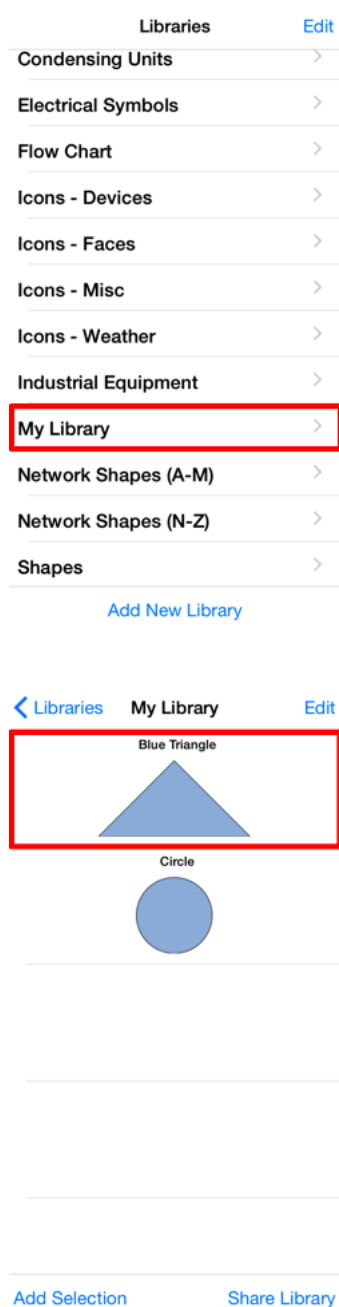 Libraries Edit
Condensing Units
Electrical Symbols
Flow Chart
Icons - Devices
Icons - Faces
Icons - Misc
Icons - Weather
Industrial Equipment
My Library
Network Shapes (A-M)
Network Shapes (N-Z)
Shapes
Add New Library
Libraries My Library Edit
Blue Triangle
Circle
Add Selection Share Library